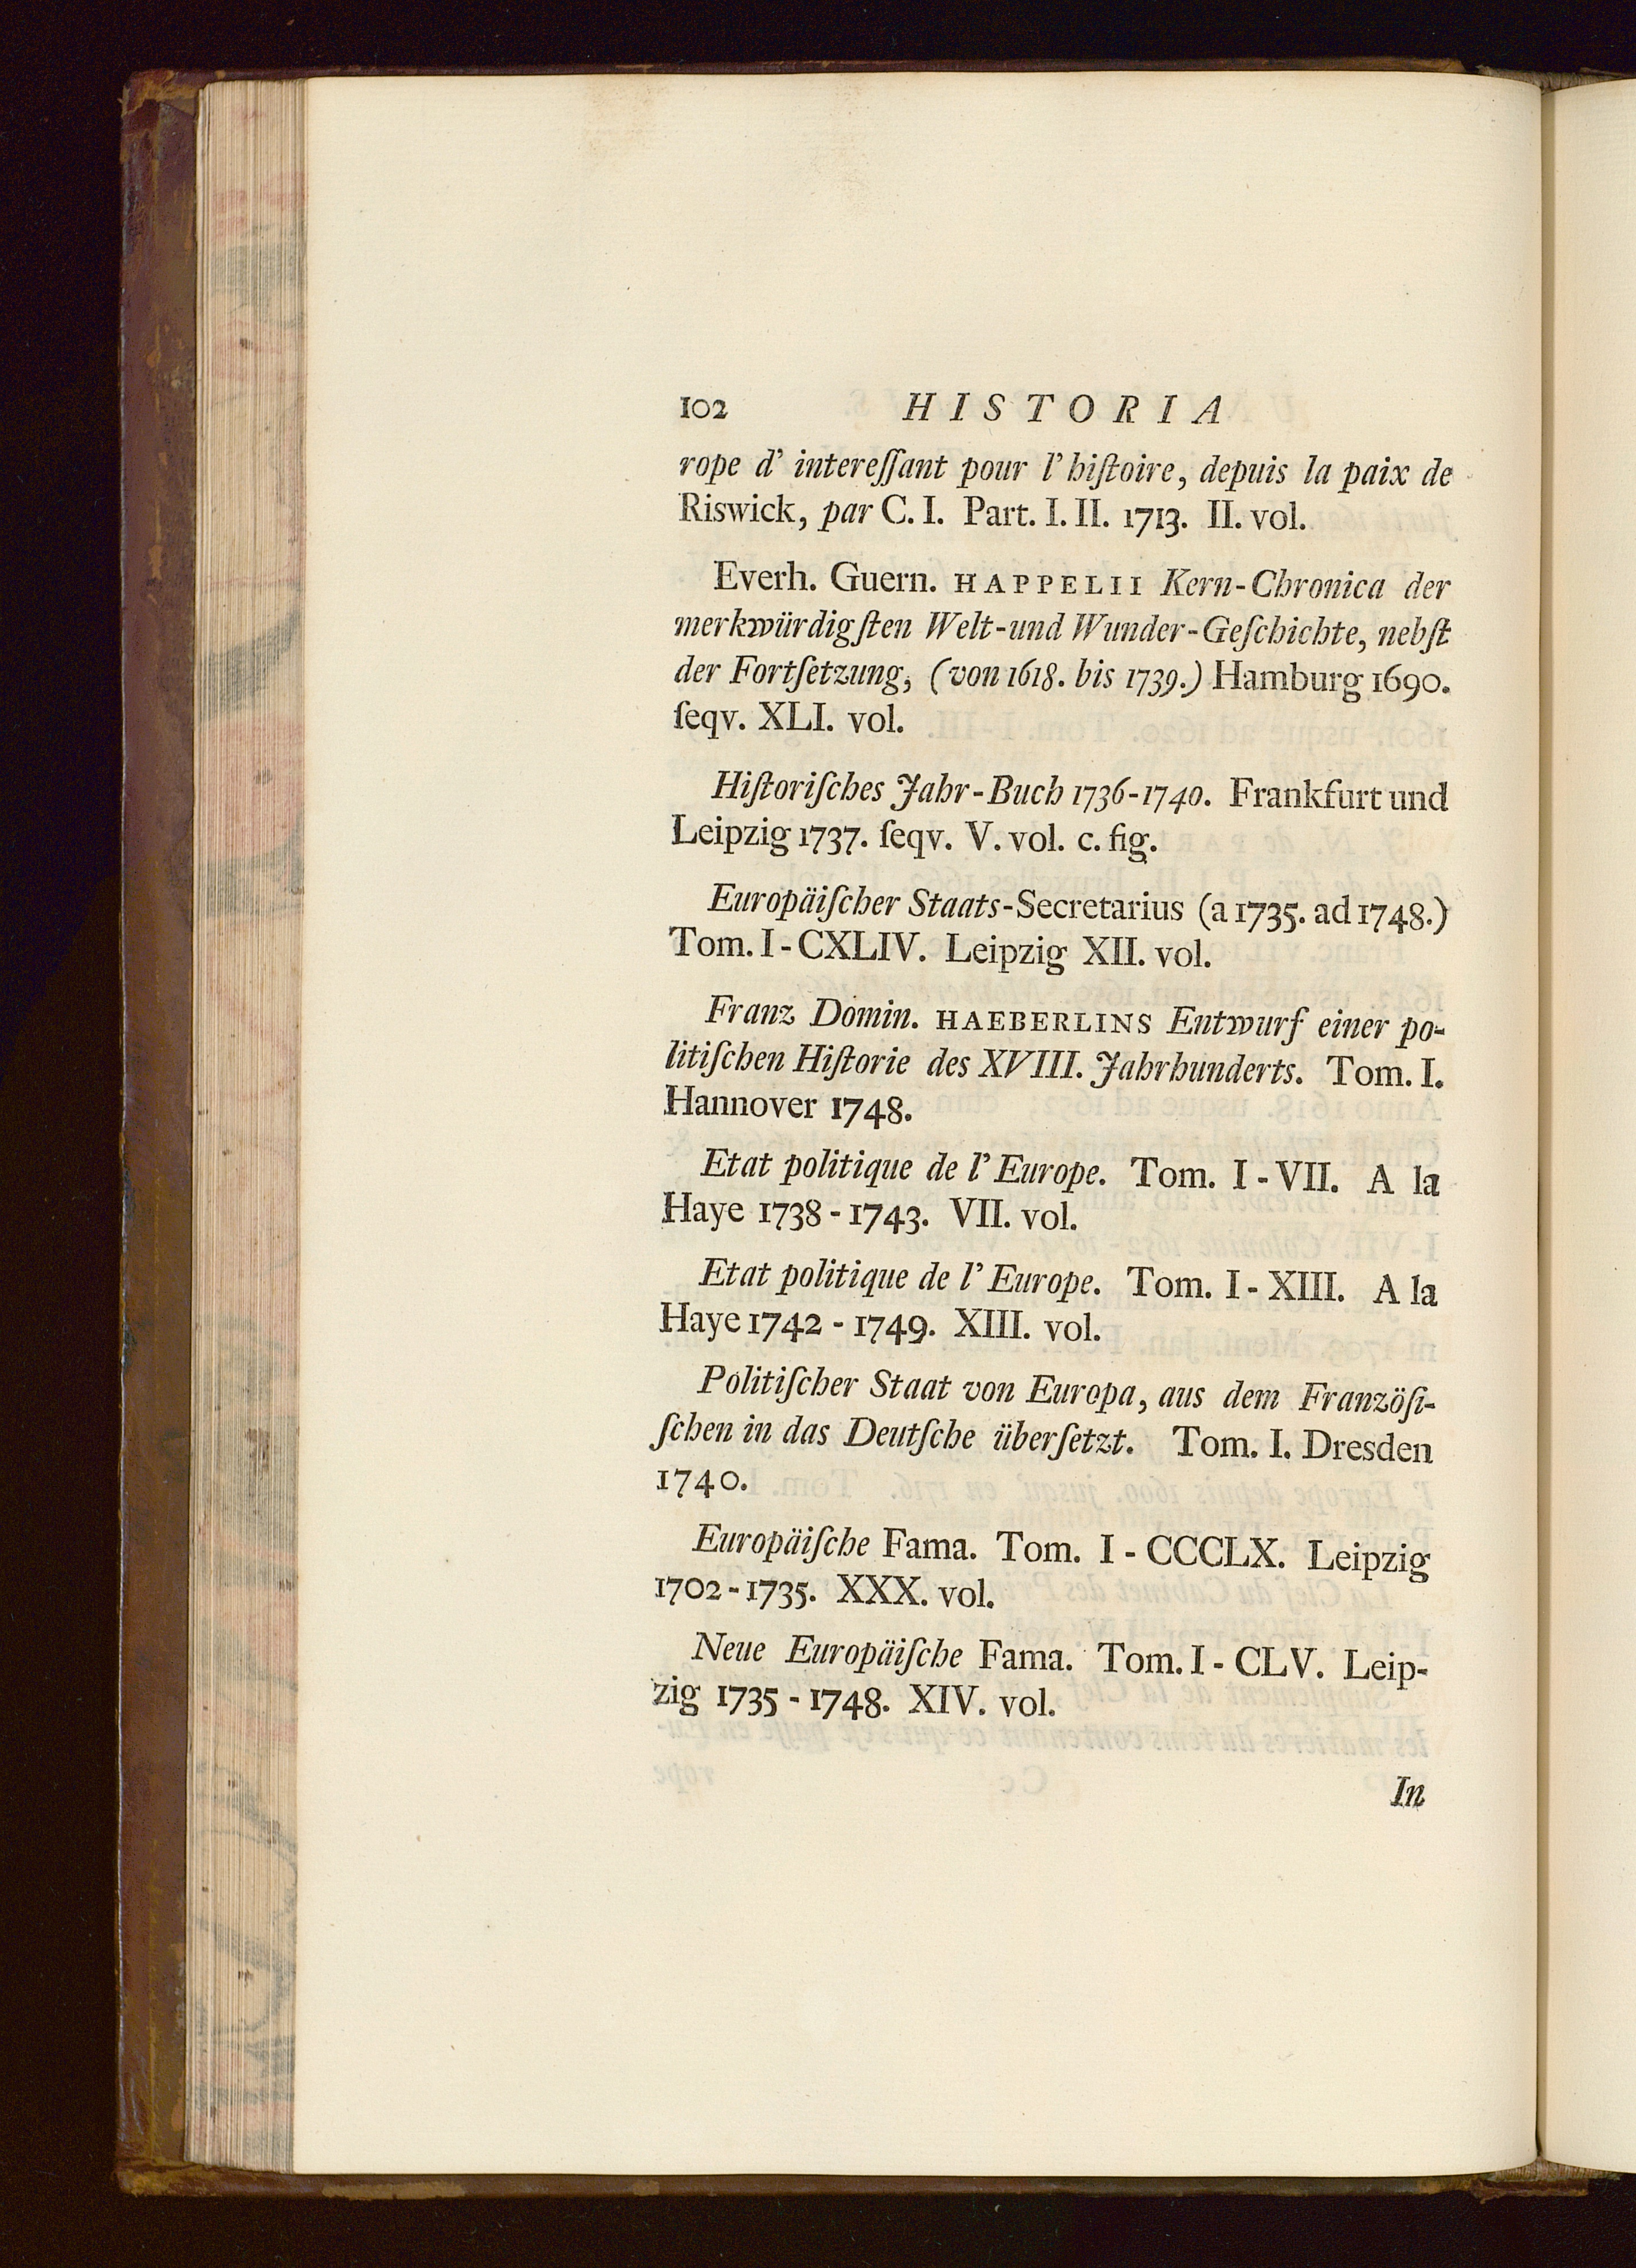 102 HISTORIA
rope d' intereſſant pour l' hiſtoire, depuis la paix de
Riswick, par C. I. Part. I. II. 1713. II. vol.
Everh. Guern. HAPPELII Kern-Chronica der
merkwürdigſten Welt-und Wunder-Geſchichte, nebſt
der Fortſetzung, (von 1618. bis 1739.) Hamburg 1690.
ſeqv. XLI. vol.
Hiſtoriſches Jahr-Buch 1736-1740. Frankfurt und
Leipzig 1737. ſeqv. V. vol. c. fig.
Europäiſcher Staats-Secretarius (a 1735. ad 1748.)
Tom. I-CXLIV. Leipzig XII. vol.
Franz Domin. HAEBERLINS Entwurf einer po-
litiſchen Hiſtorie des XVIII. Jahrhunderts. Tom. I.
Hannover 1748.
Etat politique de l' Europe. Tom. I-VII. A la
Haye 1738-1743. VII. vol.
Etat politique de l' Europe. Tom. I-XIII. A la
Haye 1742-1749. XIII. vol.
Politiſcher Staat von Europa, aus dem Franzöſi-
ſchen in das Deutſche überſetzt. Tom. I. Dresden
1740.
Europäiſche Fama. Tom. I-CCCLX. Leipzig
1702-1735. XXX. vol.
Neue Europäiſche Fama. Tom. I-CLV. Leip-
zig 1735-1748. XIV. vol.
In